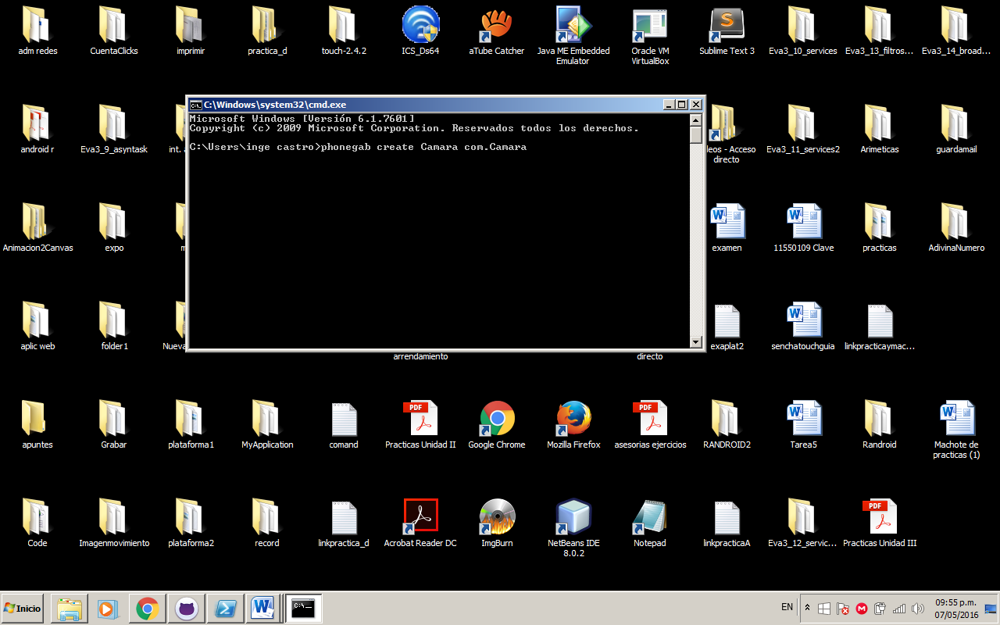 adm redes
CuentaClicks
imprimir
practica_d
touch-2.4.2
ICS_Ds64
aTube Catcher
Java ME Embedded
Emulator
Oracle VM
VirtualBox
Sublime Text 3
Eva3_10_services
Eva3_13_filtros...
Eva3_14_broad...
C:\Windows\system32\cmd.exe
Microsoft Windows [Versión 6.1.7601]
Copyright (c) 2009 Microsoft Corporation. Reservados todos los derechos.
C:\Users\inge castro>phonegab create Camara com.Camara
android r
Eva3_9_asyntask
int.
leos - Acceso
directo
Eva3_11_services2
Arimeticas
guardamail
Animacion2Canvas
expo
examen
11550109 Clave
practicas
AdivinaNumero
aplic web
folder1
Nueva
arrendamiento
directo
exaplat2
senchatouchguia
linkpracticaymac...
apuntes
Grabar
plataforma1
MyApplication
comand
PDF
Practicas Unidad II
Google Chrome
Mozilla Firefox
PDF
asesorias ejercicios
RANDROID2
Tarea5
Randroid
Machote de
practicas (1)
Code
Imagenmovimiento
plataforma2
record
linkpractica_d
Acrobat Reader DC
ImgBurn
NetBeans IDE
8.0.2
Notepad
linkpracticaA
Eva3_12_servic...
PDF
Practicas Unidad III
Inicio
EN
09:55 p.m.
07/05/2016